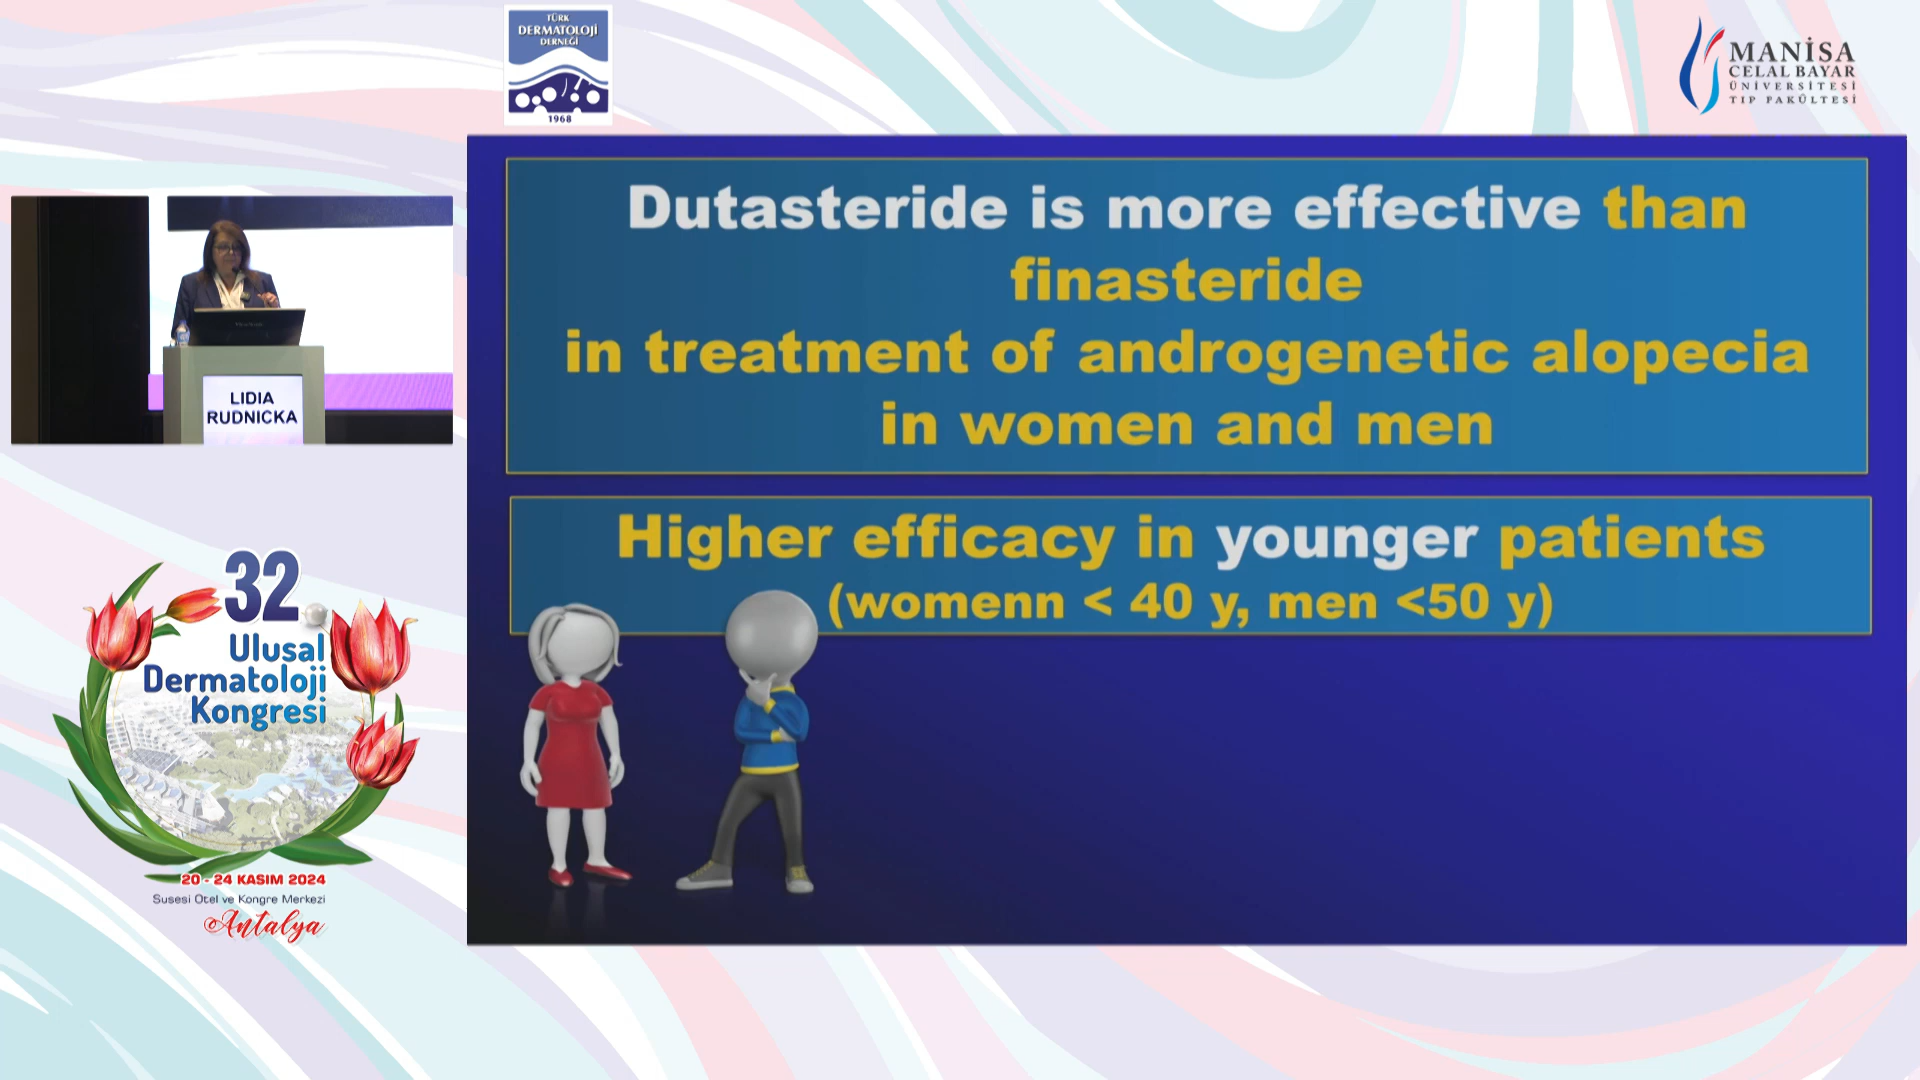 TÜRK
DERMATOLOJİ
DERNEĞİ
1968
MANİSA
CELAL BAYAR
ÜNİVERSİTESİ
TIP FAKÜLTESİ
Dutasteride is more effective than
finasteride
in treatment of androgenetic alopecia
in women and men
Higher efficacy in younger patients
(womenn < 40 y, men <50 y)
LIDIA
RUDNICKA
32
Ulusal
Dermatoloji
Kongresi
20 - 24 KASIM 2024
Susesi Otel ve Kongre Merkezi
Antalya